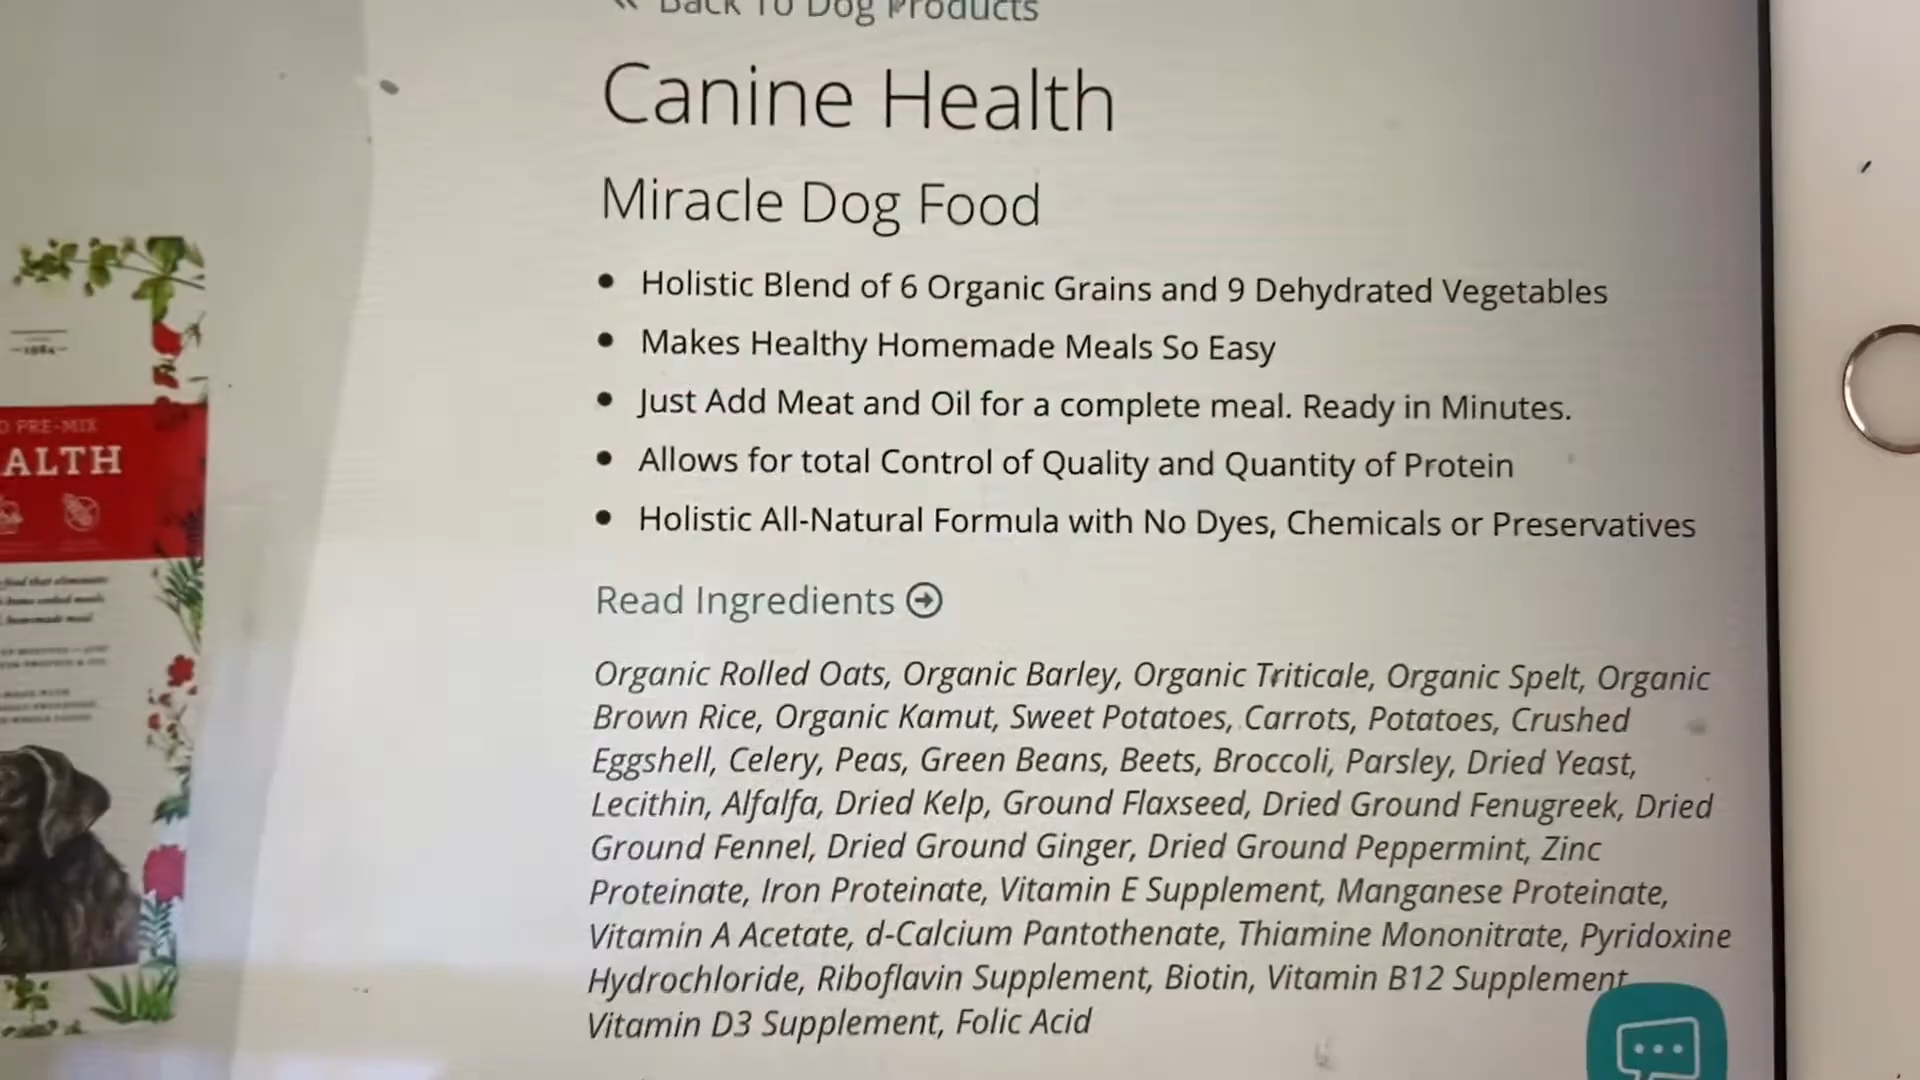 Back To Dog Products
Canine Health
Miracle Dog Food
Holistic Blend of 6 Organic Grains and 9 Dehydrated Vegetables
Makes Healthy Homemade Meals So Easy
Just Add Meat and Oil for a complete meal. Ready in Minutes.
Allows for total Control of Quality and Quantity of Protein
Holistic All-Natural Formula with No Dyes, Chemicals or Preservatives
Read Ingredients
Organic Rolled Oats, Organic Barley, Organic Triticale, Organic Spelt, Organic
Brown Rice, Organic Kamut, Sweet Potatoes, Carrots, Potatoes, Crushed
Eggshell, Celery, Peas, Green Beans, Beets, Broccoli, Parsley, Dried Yeast,
Lecithin, Alfalfa, Dried Kelp, Ground Flaxseed, Dried Ground Fenugreek, Dried
Ground Fennel, Dried Ground Ginger, Dried Ground Peppermint, Zinc
Proteinate, Iron Proteinate, Vitamin E Supplement, Manganese Proteinate,
Vitamin A Acetate, d-Calcium Pantothenate, Thiamine Mononitrate, Pyridoxine
Hydrochloride, Riboflavin Supplement, Biotin, Vitamin B12 Supplement
Vitamin D3 Supplement, Folic Acid
1984
PRE-MIX
ALTH